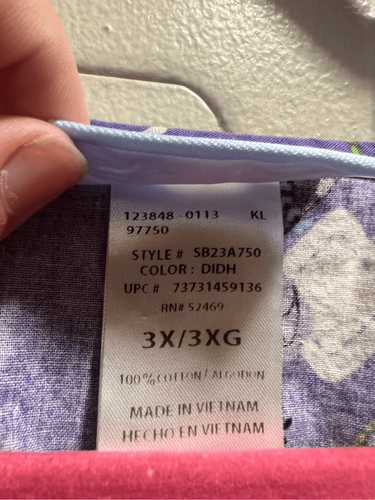 123848-0113 KL
97750
STYLE # SB23A750
COLOR : DIDH
UPC # 73731459136
RN# 52469
3X/3XG
100% COTTON / ALGODON
MADE IN VIETNAM
HECHO EN VIETNAM